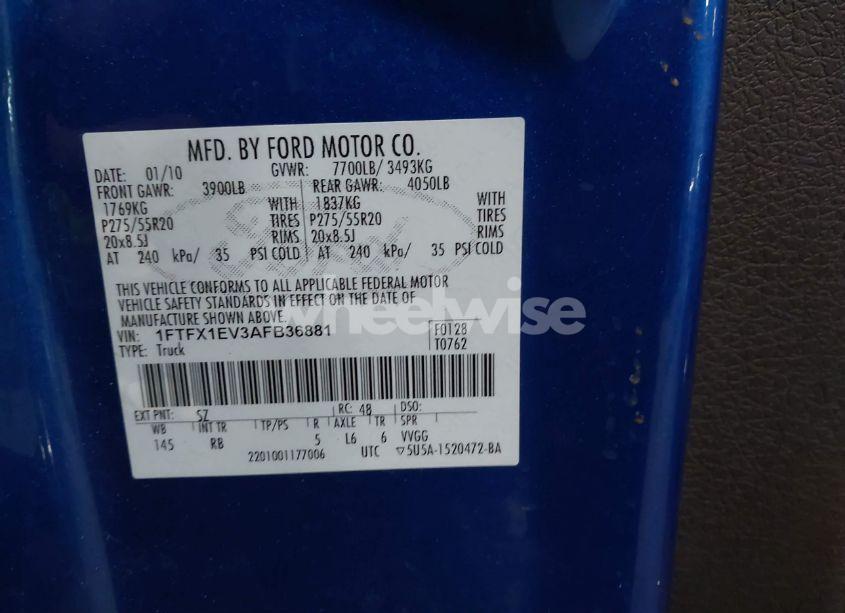 MFD. BY FORD MOTOR CO.
DATE: 01/10 GVWR: 7700LB/ 3493KG
FRONT GAWR: 3900LB REAR GAWR: 4050LB
1769KG WITH 1837KG WITH
P275/55R20 TIRES P275/55R20 TIRES
20x8.5J RIMS 20x8.5J RIMS
AT 240 kPa/ 35 PSI COLD AT 240 kPa/ 35 PSI COLD
THIS VEHICLE CONFORMS TO ALL APPLICABLE FEDERAL MOTOR
VEHICLE SAFETY STANDARDS IN EFFECT ON THE DATE OF
MANUFACTURE SHOWN ABOVE.
VIN: 1FTFX1EV3AFB36881 F0128
TYPE: Truck T0762
EXT PNT: SZ RC: 48 DSO:
WB INT TR TP/PS R AXLE TR SPR
145 RB 5 L6 6 VVGG
2201001177006 UTC ▽5U5A-1520472-BA
Ford
wheelwise